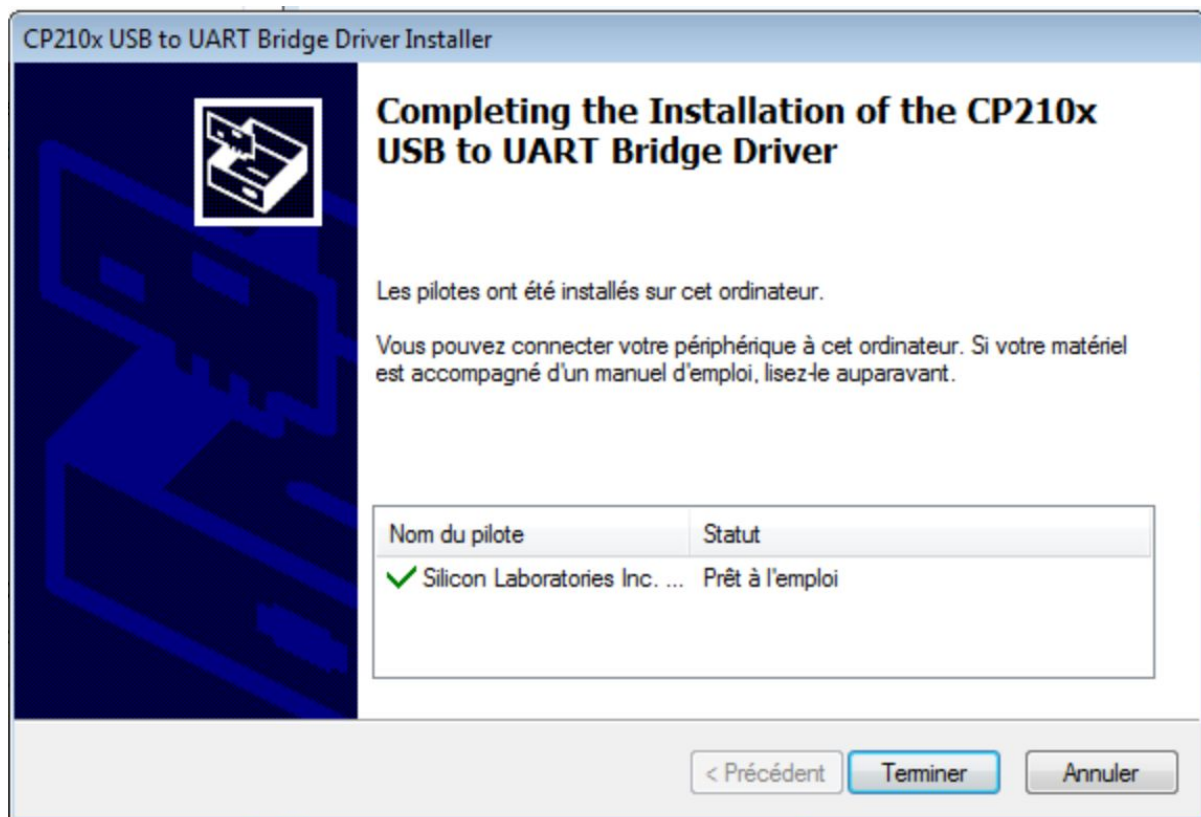 CP210x USB to UART Bridge Driver Installer
Completing the Installation of the CP210x
USB to UART Bridge Driver
Les pilotes ont été installés sur cet ordinateur.
Vous pouvez connecter votre périphérique à cet ordinateur. Si votre matériel
est accompagné d'un manuel d'emploi, lisez-le auparavant.
Nom du pilote Statut
Silicon Laboratories Inc. ... Prêt à l'emploi
< Précédent Terminer Annuler